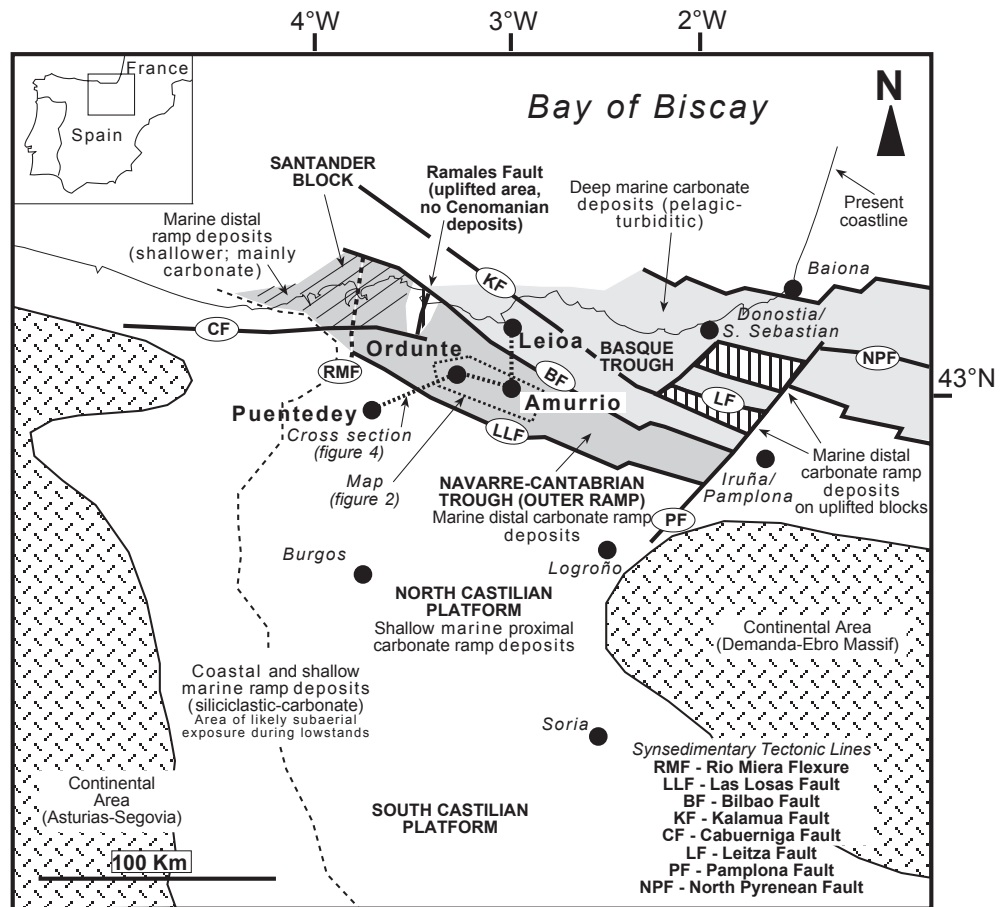 4°W
3°W
2°W
France
Spain
Bay of Biscay
N
SANTANDER
BLOCK
Ramales Fault
(uplifted area,
no Cenomanian
deposits)
Deep marine carbonate
deposits (pelagic-
turbiditic)
Present
coastline
Marine distal
ramp deposits
(shallower; mainly
carbonate)
KF
Baiona
Donostia/
S. Sebastian
CF
Leioa
BASQUE
TROUGH
NPF
Ordunte
RMF
BF
LF
43°N
Amurrio
Puentedey
Cross section
(figure 4)
LLF
Map
(figure 2)
NAVARRE-CANTABRIAN
TROUGH (OUTER RAMP)
Marine distal carbonate ramp
deposits
Iruña/
Pamplona
Marine distal
carbonate ramp
deposits
on uplifted blocks
PF
Burgos
Logroño
NORTH CASTILIAN
PLATFORM
Shallow marine proximal
carbonate ramp deposits
Continental Area
(Demanda-Ebro Massif)
Coastal and shallow
marine ramp deposits
(siliciclastic-carbonate)
Area of likely subaerial
exposure during lowstands
Soria
Continental
Area
(Asturias-Segovia)
SOUTH CASTILIAN
PLATFORM
Synsedimentary Tectonic Lines
RMF - Rio Miera Flexure
LLF - Las Losas Fault
BF - Bilbao Fault
KF - Kalamua Fault
CF - Cabuerniga Fault
LF - Leitza Fault
PF - Pamplona Fault
NPF - North Pyrenean Fault
100 Km